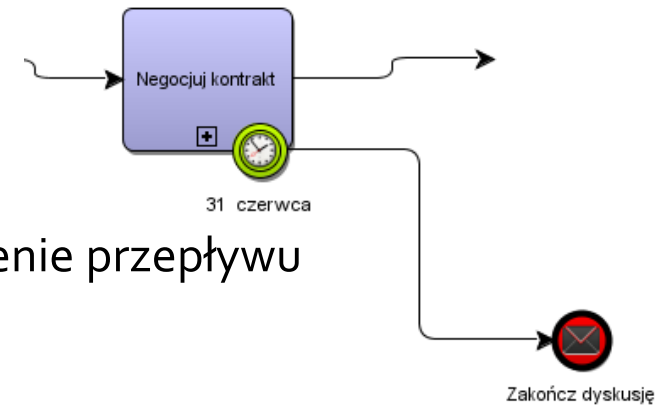 Negocjuj kontrakt
31 czerwca
enie przepływu
Zakończ dyskusję